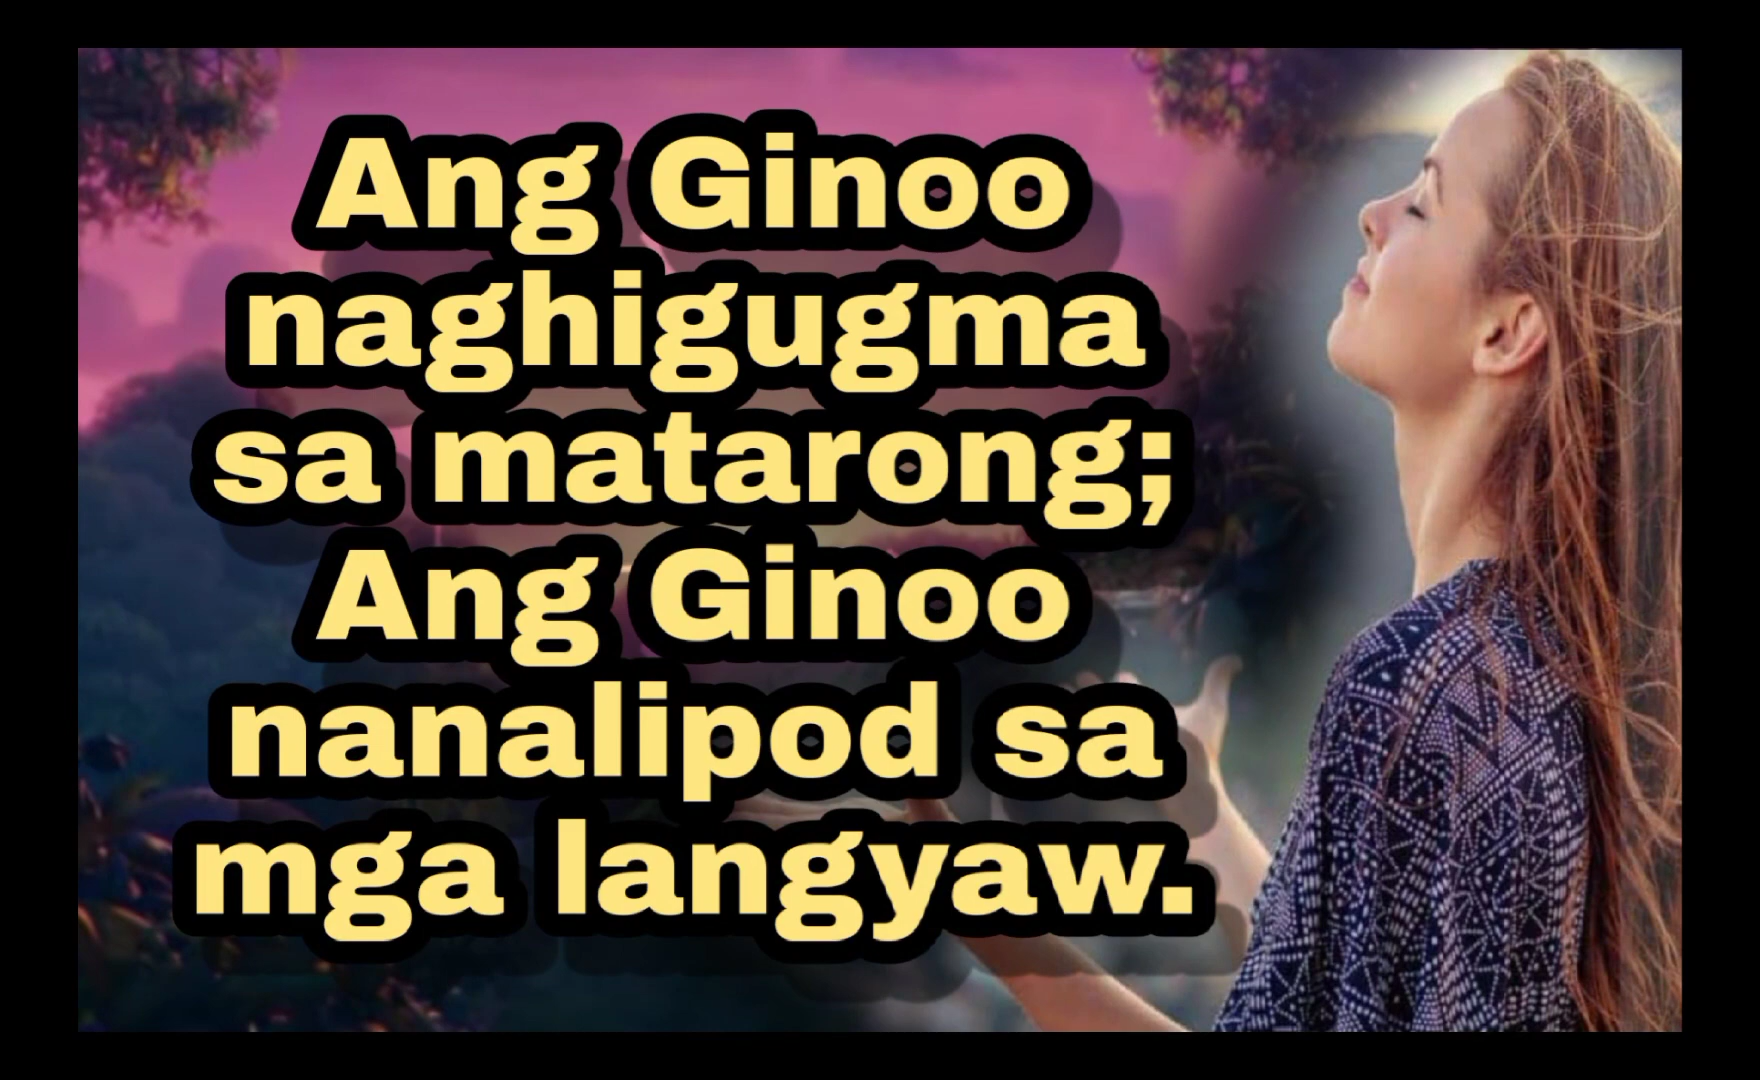 Ang Ginoo
naghigugma
sa matarong;
Ang Ginoo
nanalipod sa
mga langyaw.